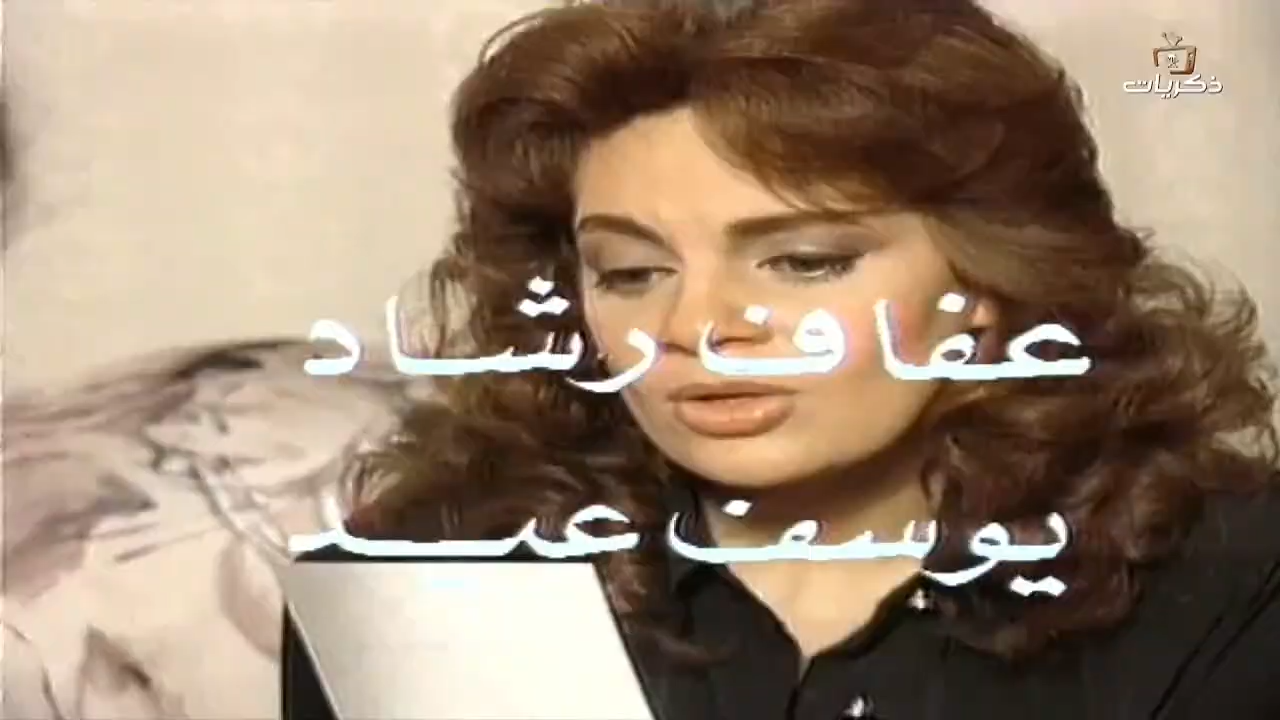 ذكريات
عفاف رشاد
يوسف عيد